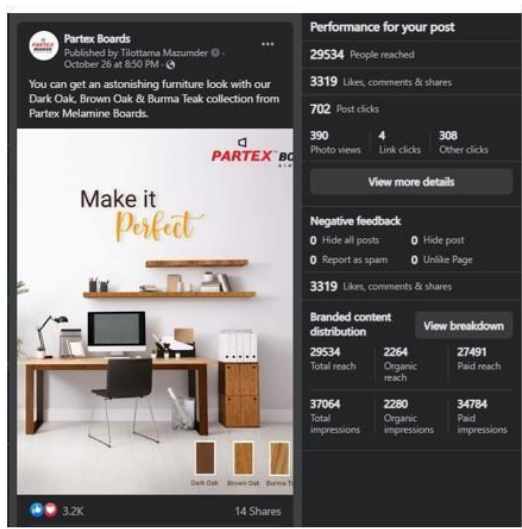 Partex Boards
Published by Tilottama Mazumder ·
October 26 at 8:50 PM ·
You can get an astonishing furniture look with our
Dark Oak, Brown Oak & Burma Teak collection from
Partex Melamine Boards.
PARTEX
PARTEX BO
Make it
Perfect
Dark Oak Brown Oak Burma T
3.2K 14 Shares
Performance for your post
29534 People reached
3319 Likes, comments & shares
702 Post clicks
390 4 308
Photo views Link clicks Other clicks
View more details
Negative feedback
0 Hide all posts 0 Hide post
0 Report as spam 0 Unlike Page
3319 Likes, comments & shares
Branded content
distribution
View breakdown
29534 2264 27491
Total reach Organic Paid reach
reach
37064 2280 34784
Total Organic Paid
impressions impressions impressions